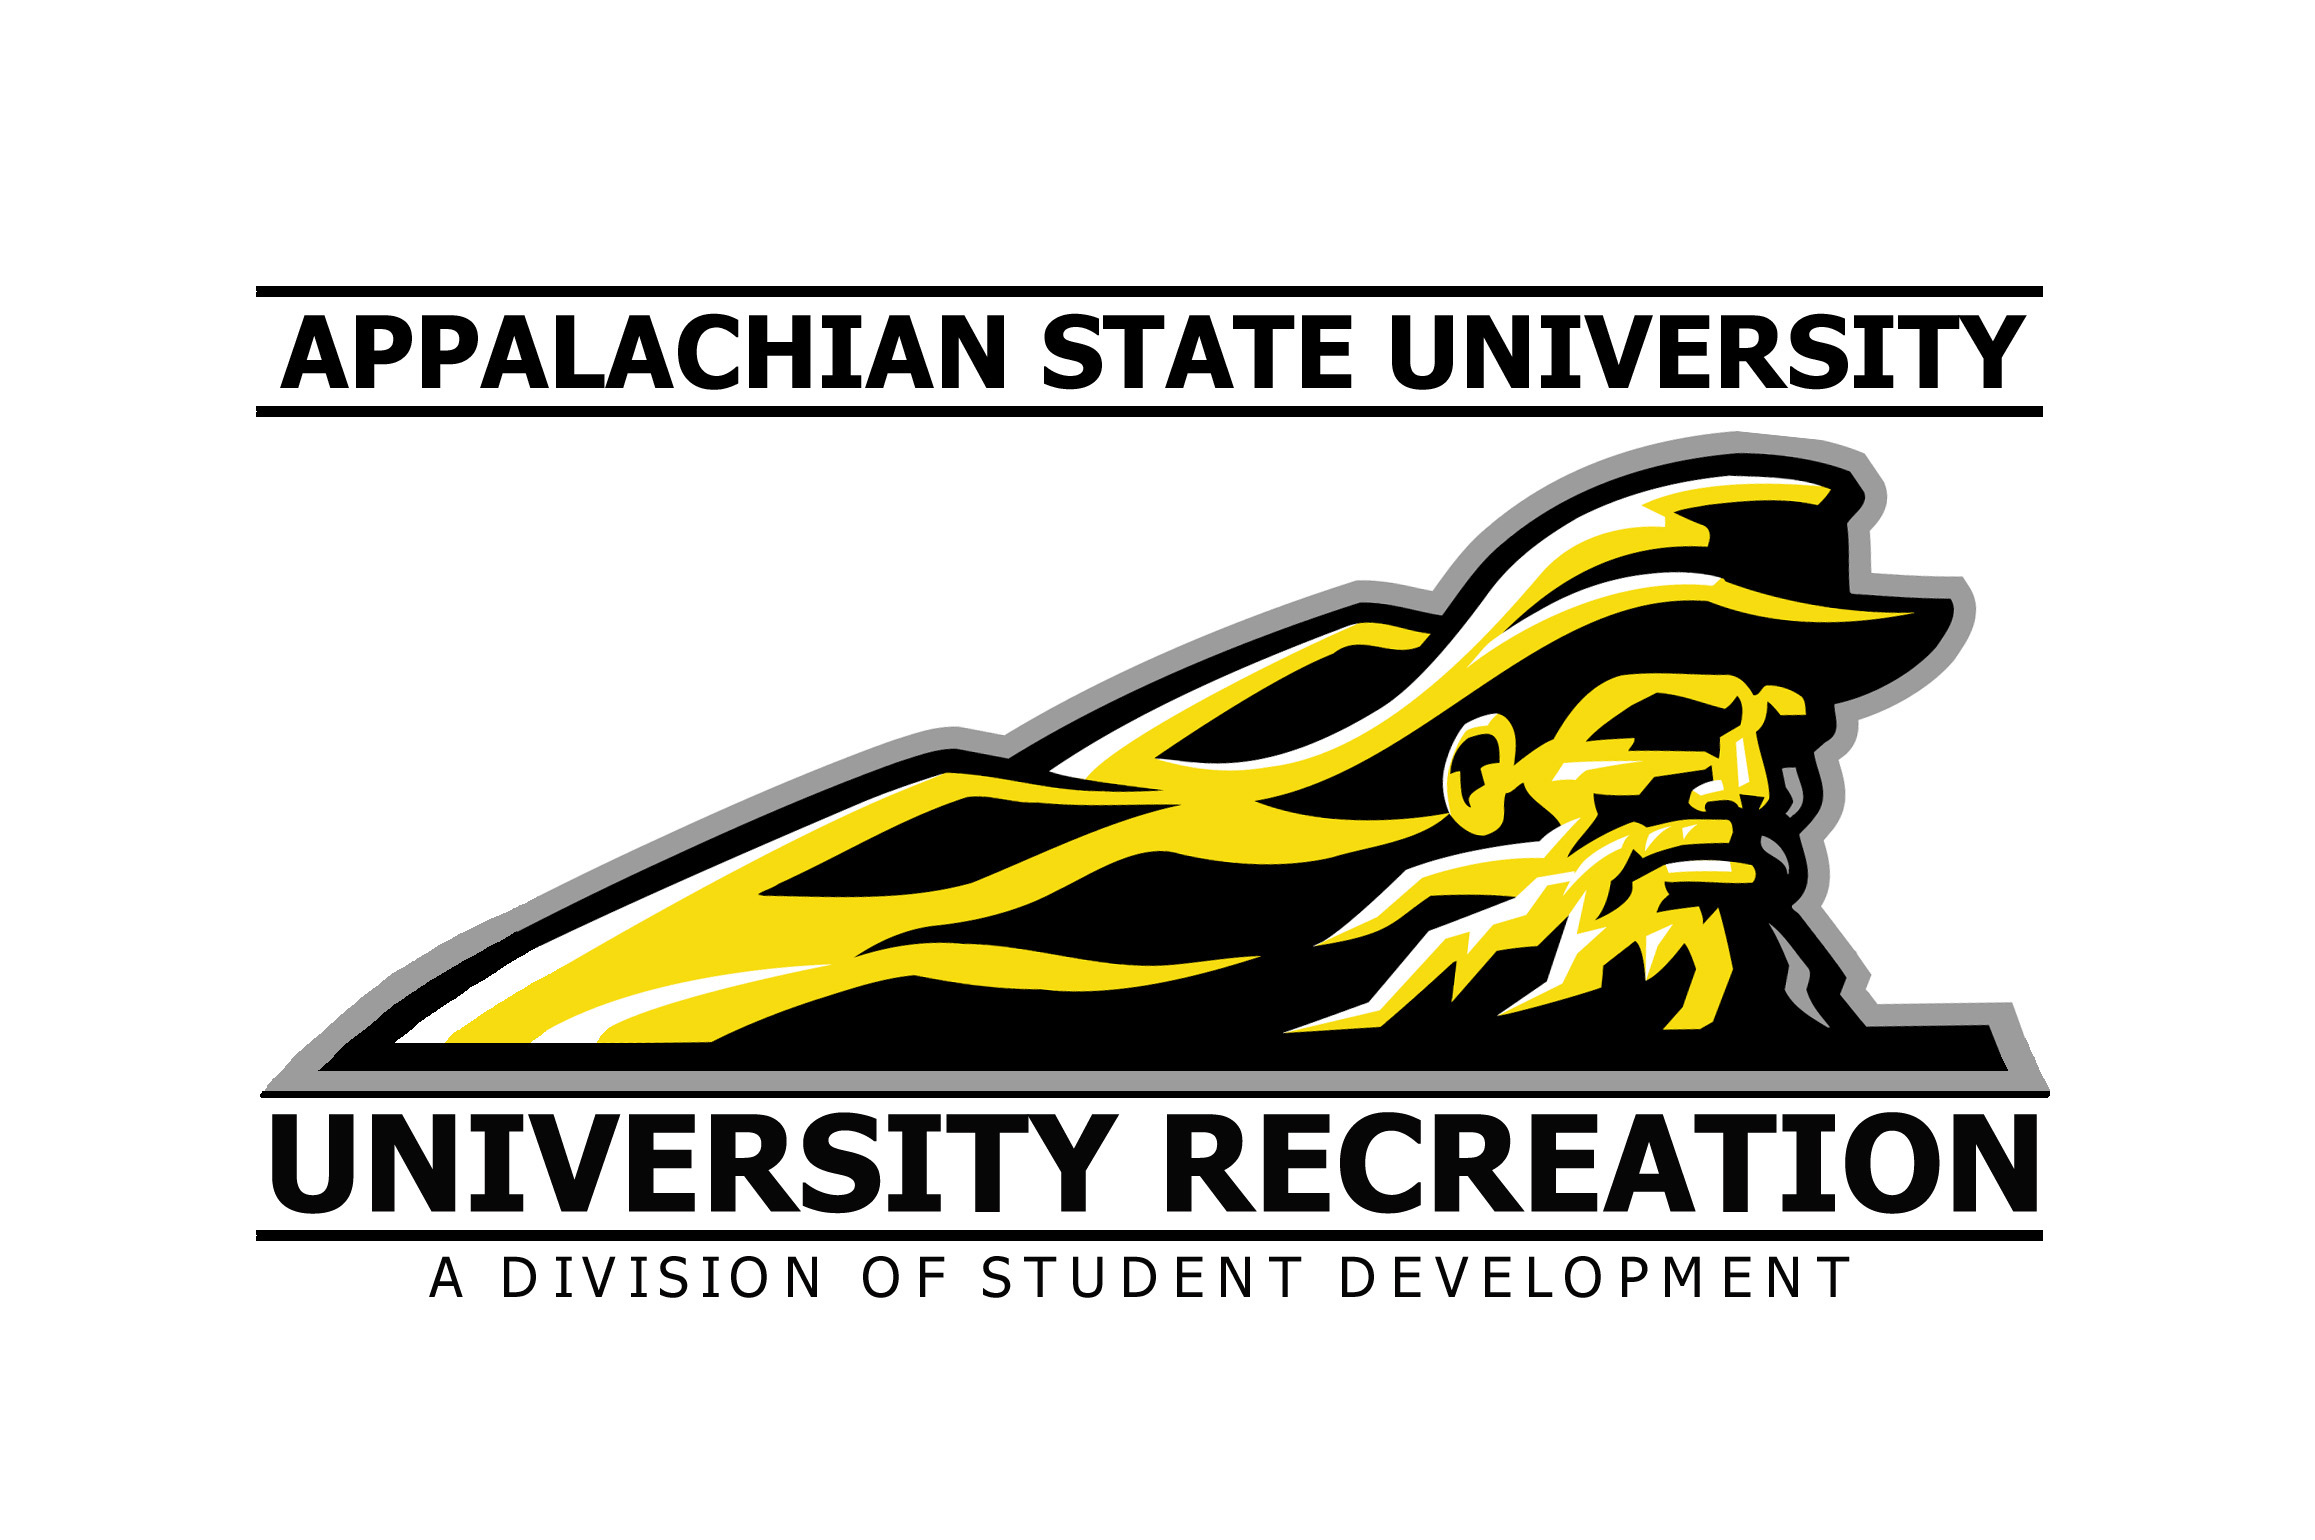 APPALACHIAN STATE UNIVERSITY
UNIVERSITY RECREATION
A DIVISION OF STUDENT DEVELOPMENT